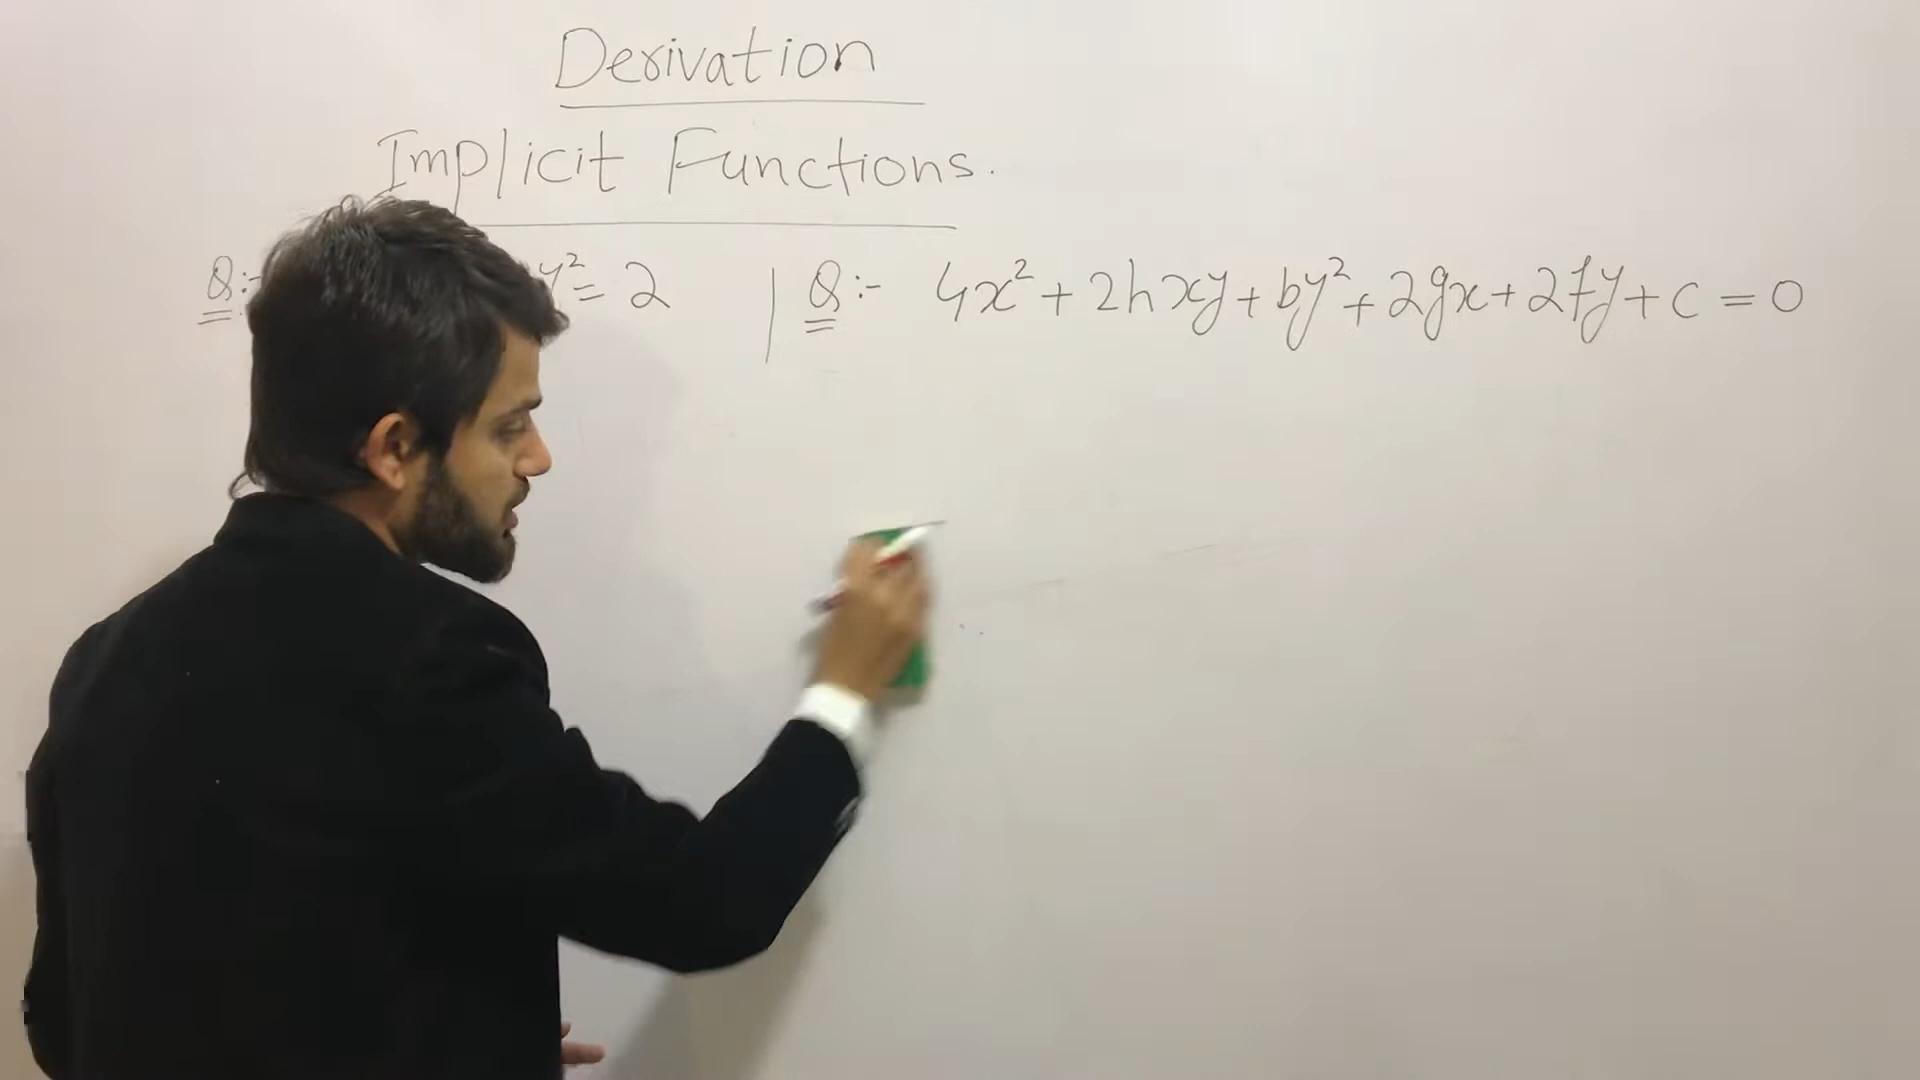 Derivation
Implicit Functions.
Q:- y² = 2 | Q:- 4x² + 2hxy + by² + 2gx + 2fy + c = 0